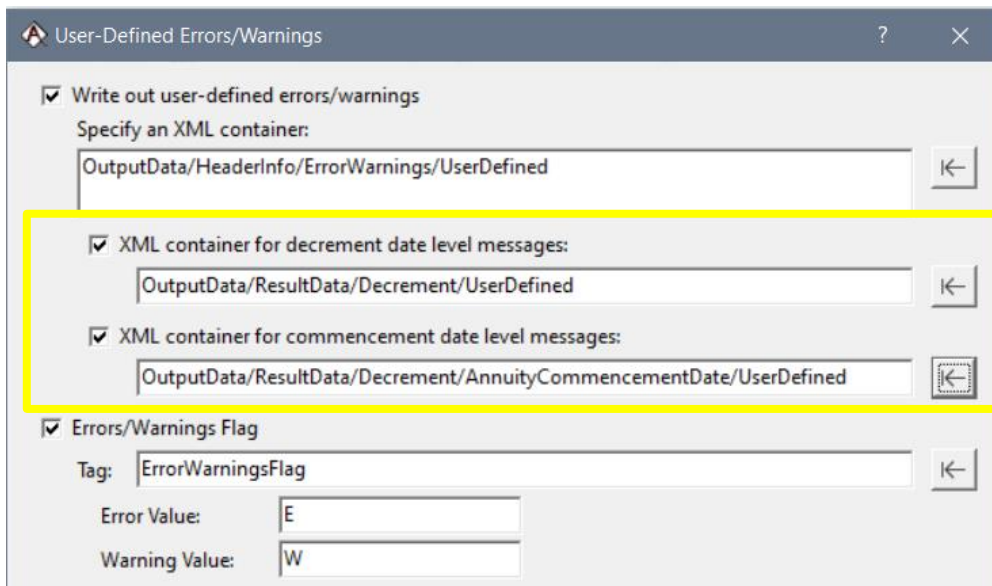 User-Defined Errors/Warnings ?
Write out user-defined errors/warnings
Specify an XML container:
OutputData/HeaderInfo/ErrorWarnings/UserDefined
XML container for decrement date level messages:
OutputData/ResultData/Decrement/UserDefined
XML container for commencement date level messages:
OutputData/ResultData/Decrement/AnnuityCommencementDate/UserDefined
Errors/Warnings Flag
Tag: ErrorWarningsFlag
Error Value: E
Warning Value: W